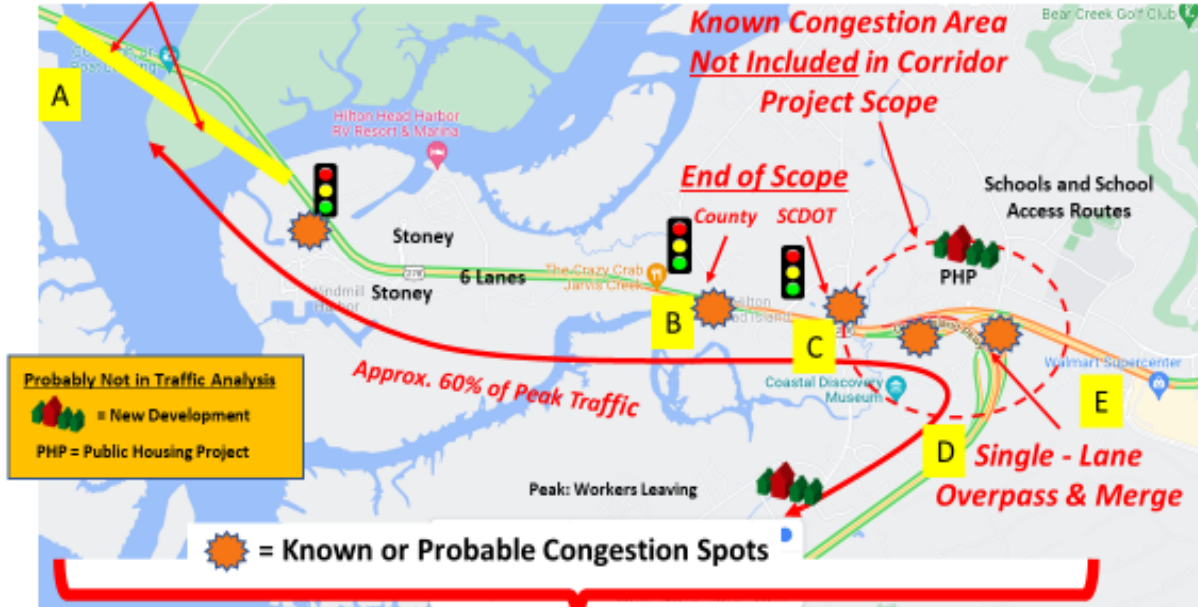 Known Congestion Area
Not Included in Corridor
Project Scope
Bear Creek Golf Club
A
Boat
Hilton Head Harbor
RV Resort & Marina
End of Scope
County
SCDOT
Schools and School
Access Routes
Stoney
278
6 Lanes
Stoney
The Crazy Crab
Jarvis Creek
PHP
Windmill
Harbor
Hilton
Island
B
C
Walmart Supercenter
Approx. 60% of Peak Traffic
Coastal Discovery
Museum
E
D
Probably Not in Traffic Analysis
= New Development
PHP = Public Housing Project
Single - Lane
Overpass & Merge
Peak: Workers Leaving
= Known or Probable Congestion Spots